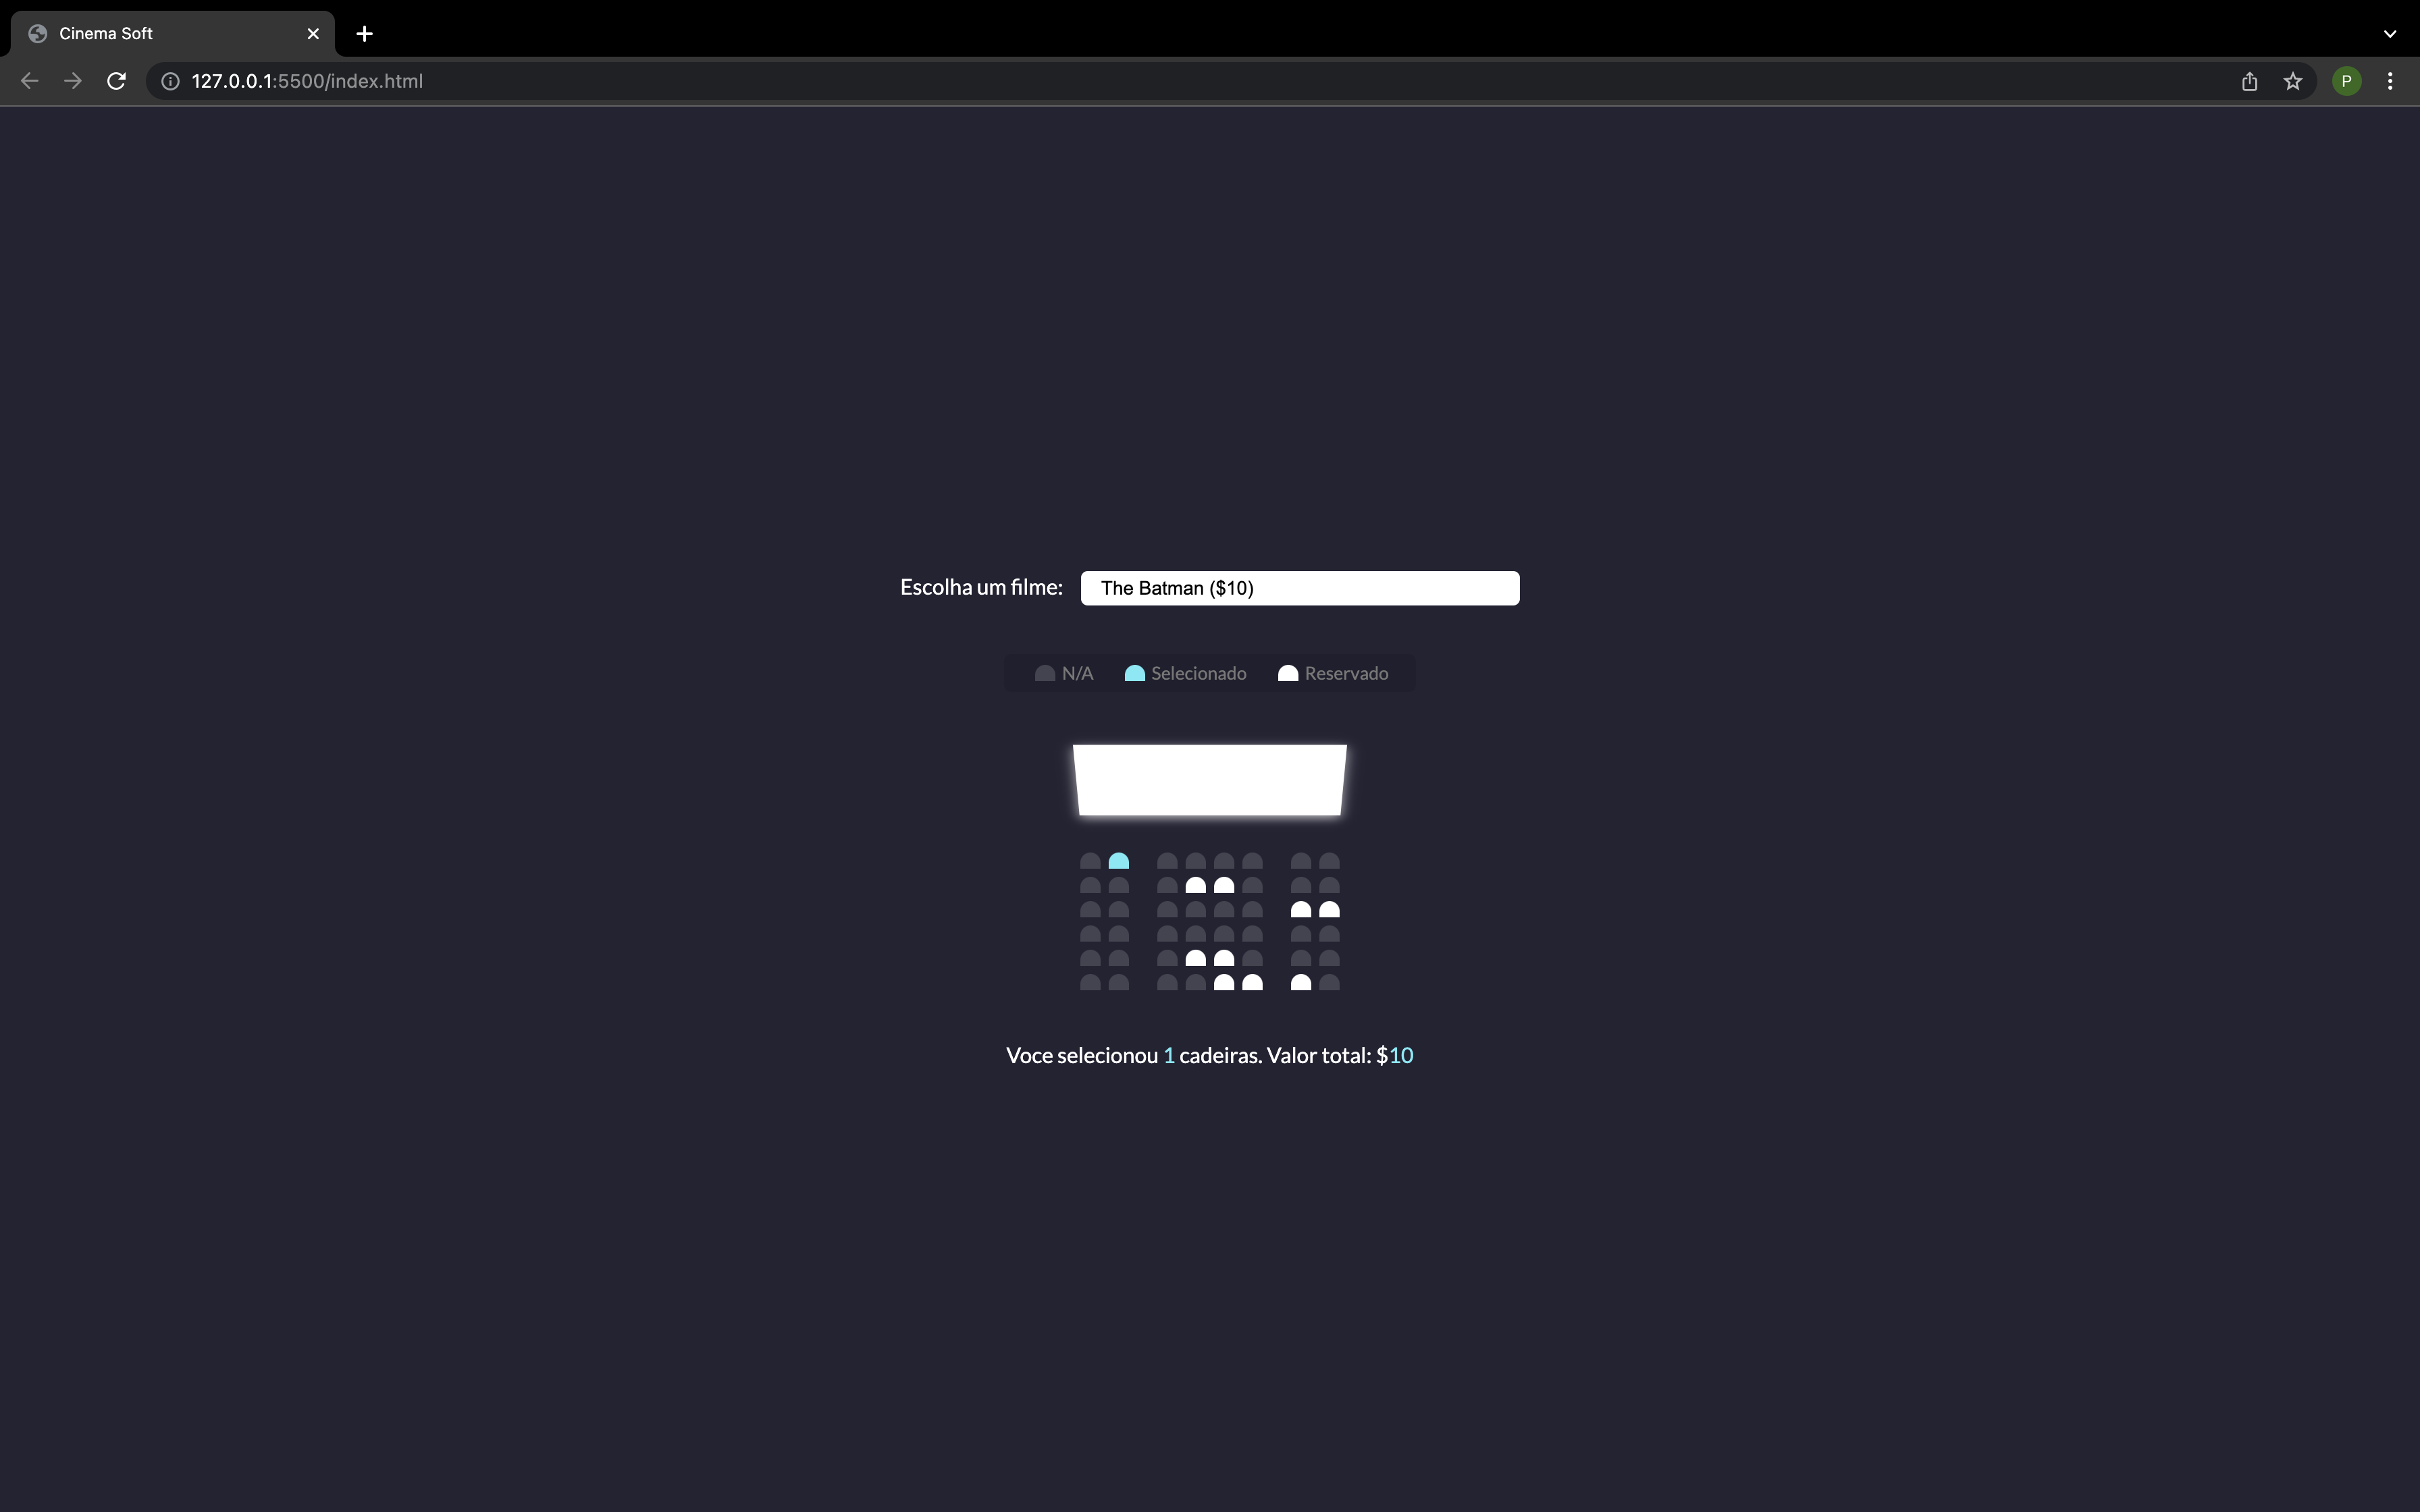 Cinema Soft
127.0.0.1:5500/index.html
P
Escolha um filme: The Batman ($10)
N/A Selecionado Reservado
Voce selecionou 1 cadeiras. Valor total: $10